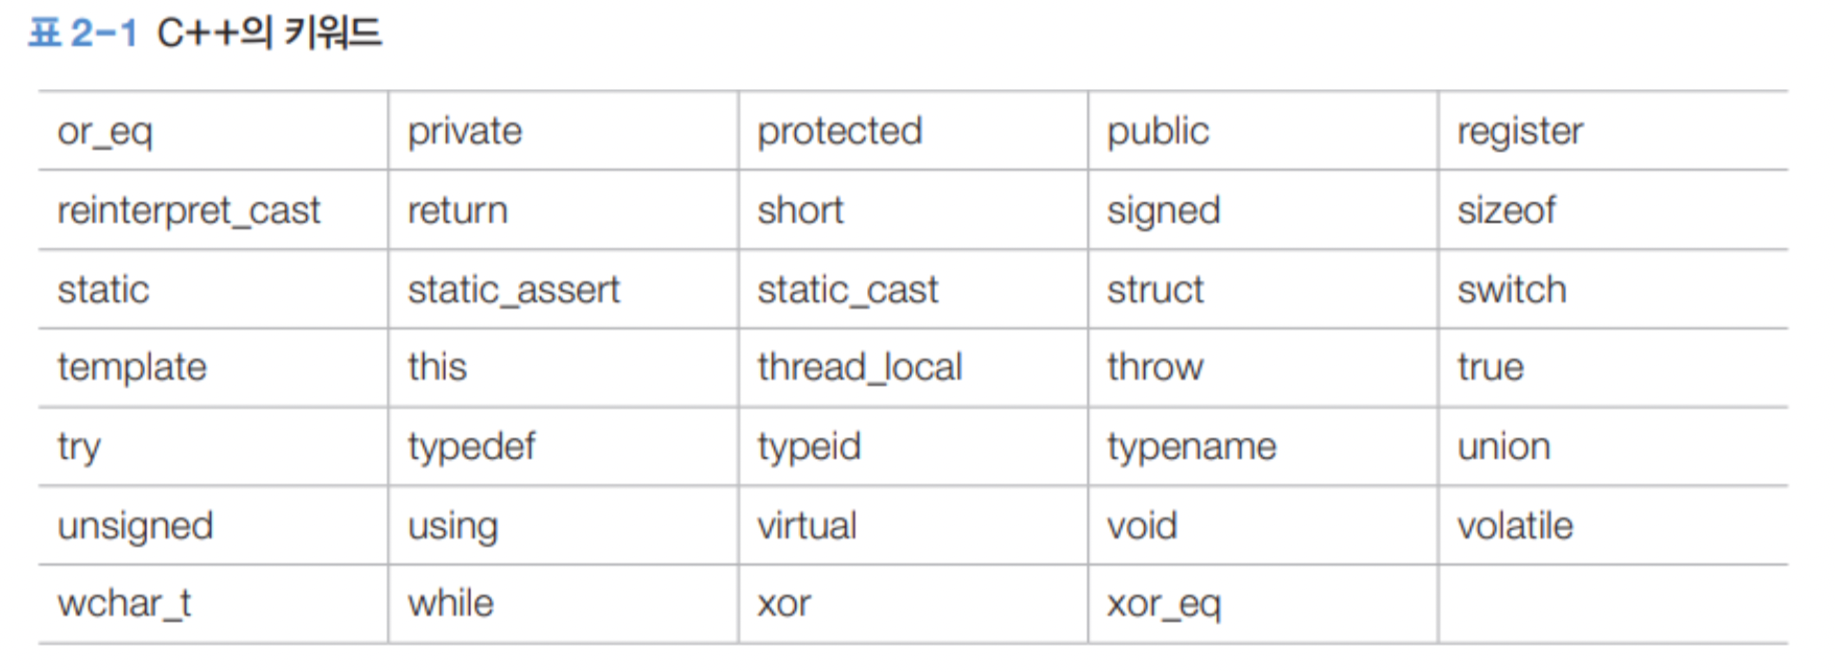 표 2-1 C++의 키워드
or_eq private protected public register
reinterpret_cast return short signed sizeof
static static_assert static_cast struct switch
template this thread_local throw true
try typedef typeid typename union
unsigned using virtual void volatile
wchar_t while xor xor_eq